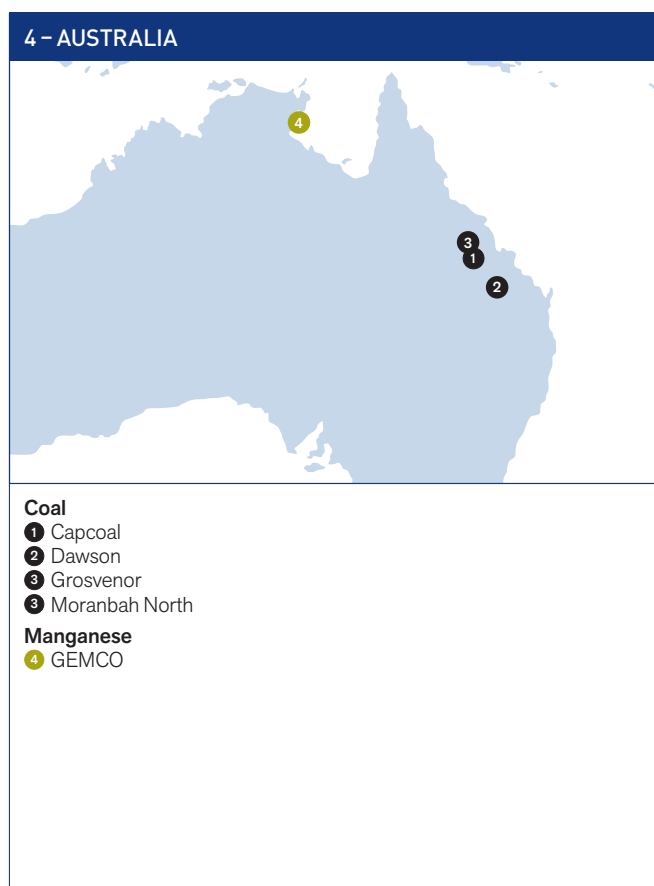 4 – AUSTRALIA
4
3
1
2
Coal
1 Capcoal
2 Dawson
3 Grosvenor
3 Moranbah North
Manganese
4 GEMCO